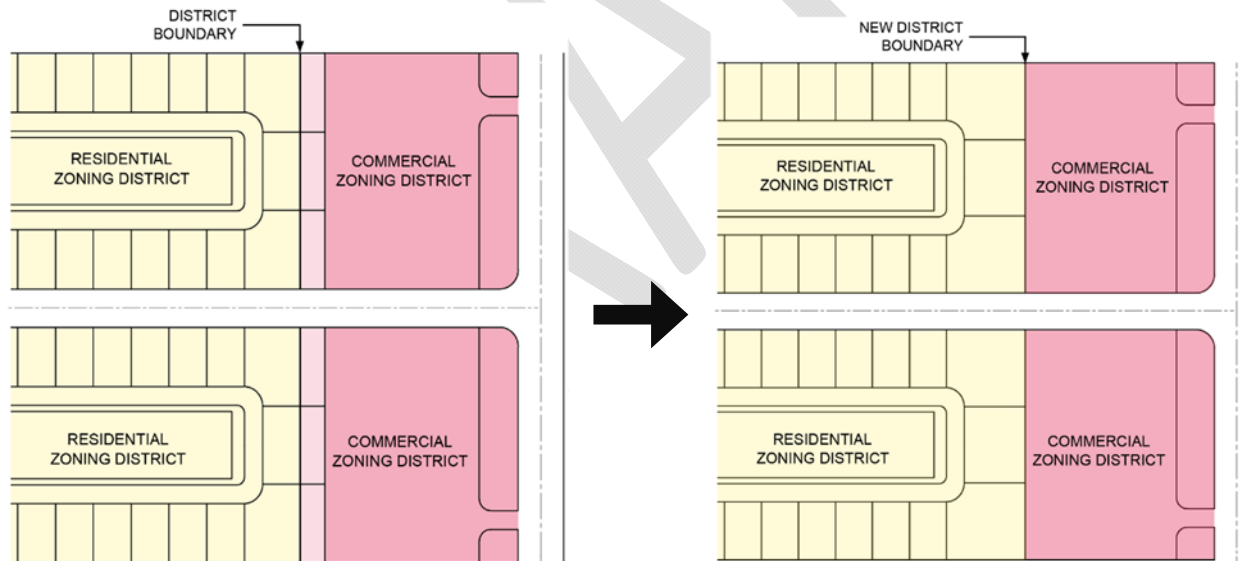 DISTRICT
BOUNDARY
RESIDENTIAL
ZONING DISTRICT
COMMERCIAL
ZONING DISTRICT
RESIDENTIAL
ZONING DISTRICT
COMMERCIAL
ZONING DISTRICT
NEW DISTRICT
BOUNDARY
RESIDENTIAL
ZONING DISTRICT
COMMERCIAL
ZONING DISTRICT
RESIDENTIAL
ZONING DISTRICT
COMMERCIAL
ZONING DISTRICT